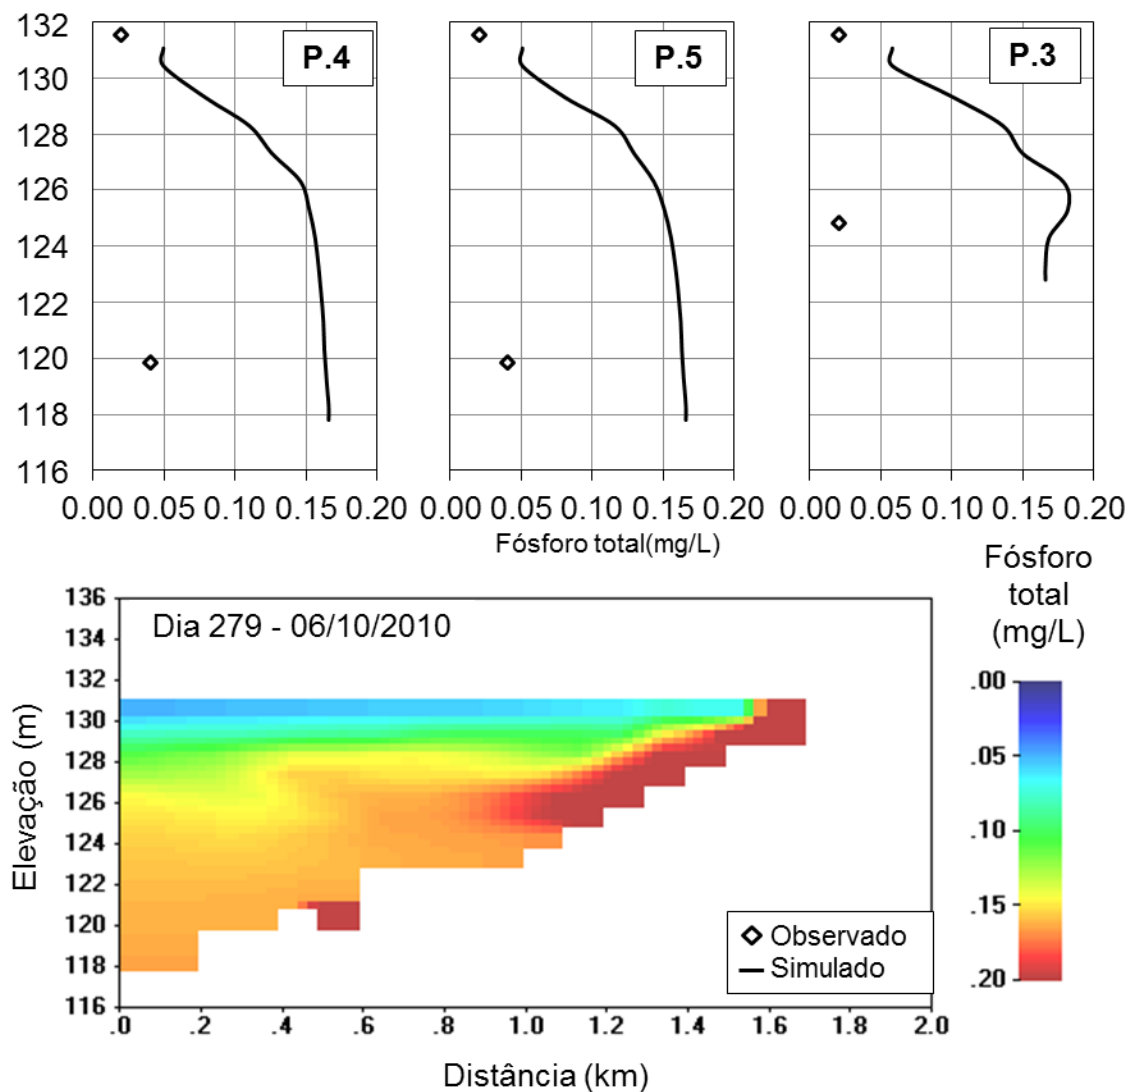 132
130
128
126
124
122
120
118
116
P.4
P.5
P.3
0.00 0.05 0.10 0.15 0.20
0.00 0.05 0.10 0.15 0.20
0.00 0.05 0.10 0.15 0.20
Fósforo total(mg/L)
Fósforo
total
(mg/L)
.00
.05
.10
.15
.20
Elevação (m)
136
134
132
130
128
126
124
122
120
118
116
Dia 279 - 06/10/2010
Observado
Simulado
.0 .2 .4 .6 .8 1.0 1.2 1.4 1.6 1.8 2.0
Distância (km)